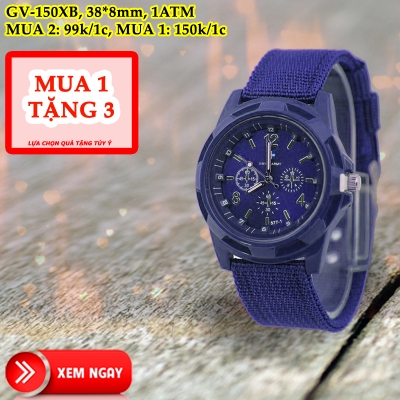 GV-150XB, 38*8mm, 1ATM
MUA 2: 99k/1c, MUA 1: 150k/1c
MUA 1
TẶNG 3
LỰA CHỌN QUÀ TẶNG TÙY Ý
XEM NGAY